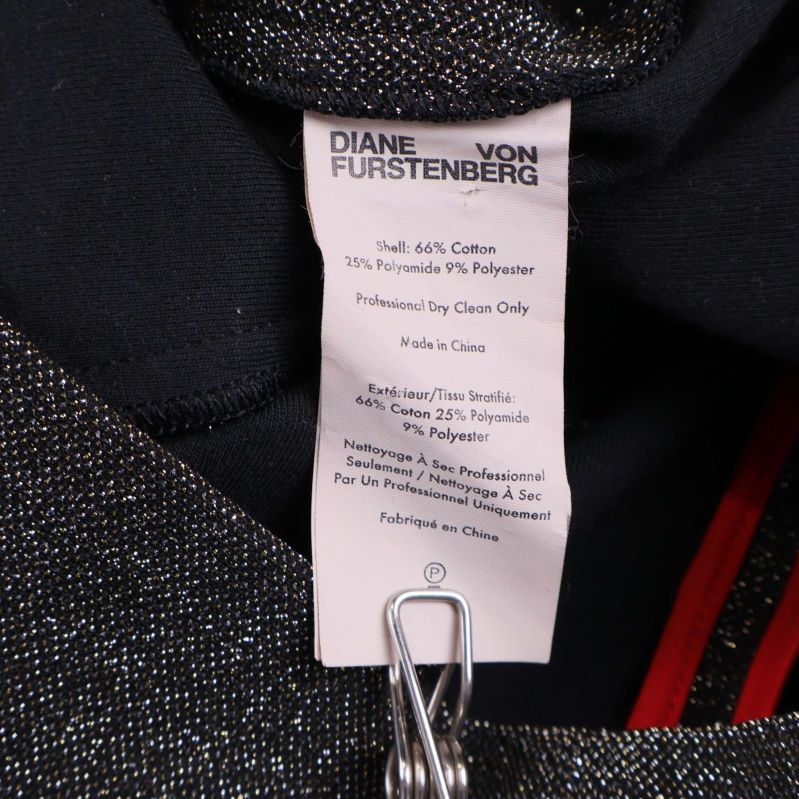 DIANE VON
FURSTENBERG
Shell: 66% Cotton
25% Polyamide 9% Polyester
Professional Dry Clean Only
Made in China
Extérieur/Tissu Stratifié:
66% Coton 25% Polyamide
9% Polyester
Nettoyage À Sec Professionnel
Seulement / Nettoyage À Sec
Par Un Professionnel Uniquement
Fabriqué en Chine
P